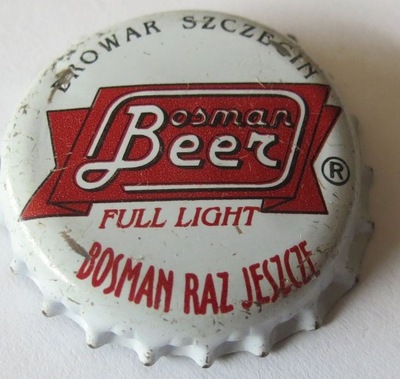 BROWAR SZCZECIN
Bosman
Beer
®
FULL LIGHT
BOSMAN RAZ JESZCZE